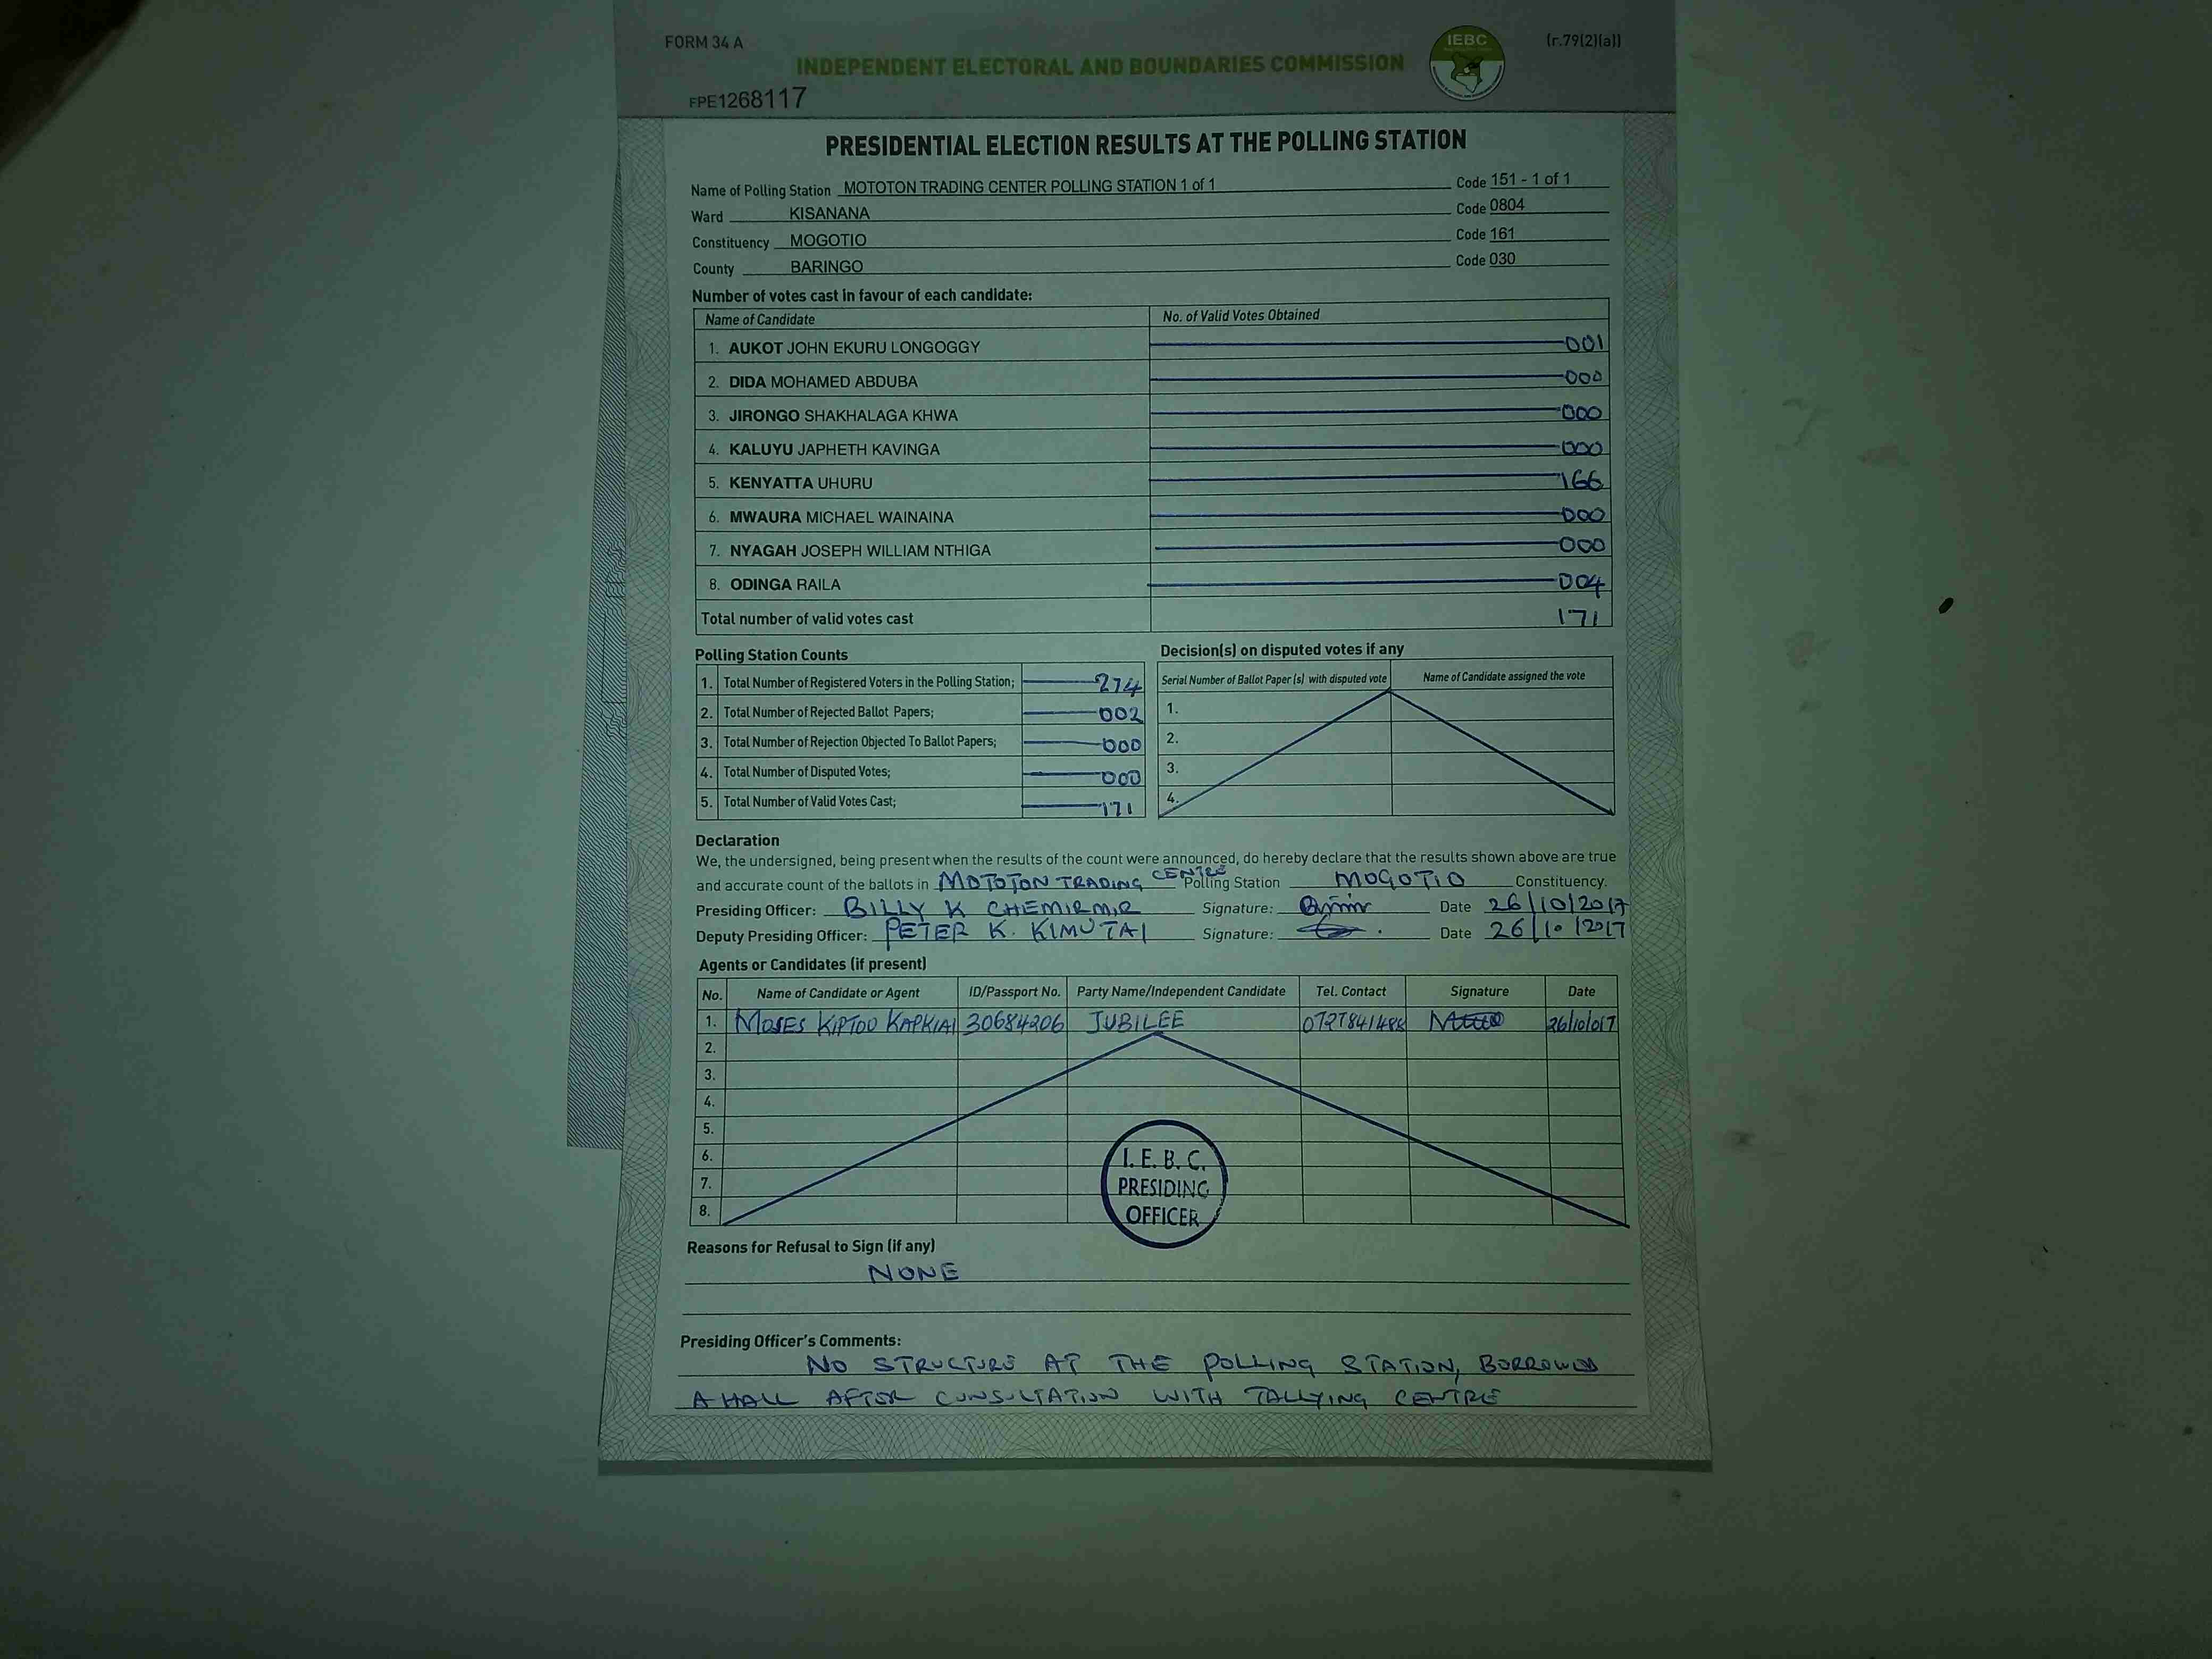 FORM 34 A
IEBC
(r.79(2)(a))
INDEPENDENT ELECTORAL AND BOUNDARIES COMMISSION
FPE1268117
PRESIDENTIAL ELECTION RESULTS AT THE POLLING STATION
Name of Polling Station MOTOTON TRADING CENTER POLLING STATION 1 of 1 Code 151 - 1 of 1
Ward KISANANA Code 0804
Constituency MOGOTIO Code 161
County BARINGO Code 030
Number of votes cast in favour of each candidate:
Name of Candidate No. of Valid Votes Obtained
1. AUKOT JOHN EKURU LONGOGGY 001
2. DIDA MOHAMED ABDUBA 000
3. JIRONGO SHAKHALAGA KHWA 000
4. KALUYU JAPHETH KAVINGA 000
5. KENYATTA UHURU 166
6. MWAURA MICHAEL WAINAINA 000
7. NYAGAH JOSEPH WILLIAM NTHIGA 000
8. ODINGA RAILA 004
Total number of valid votes cast 171
Polling Station Counts
1. Total Number of Registered Voters in the Polling Station; 274
2. Total Number of Rejected Ballot Papers; 002
3. Total Number of Rejection Objected To Ballot Papers; 000
4. Total Number of Disputed Votes; 000
5. Total Number of Valid Votes Cast; 171
Decision(s) on disputed votes if any
Serial Number of Ballot Paper (s) with disputed vote Name of Candidate assigned the vote
1.
2.
3.
4.
Declaration
We, the undersigned, being present when the results of the count were announced, do hereby declare that the results shown above are true
and accurate count of the ballots in MOTOTON TRADING CENTRE Polling Station MOGOTIO Constituency.
Presiding Officer: BILLY K CHEMIRMIR Signature: Date 26/10/2017
Deputy Presiding Officer: PETER K. KIMUTAI Signature: Date 26/10/2017
Agents or Candidates (if present)
No. Name of Candidate or Agent ID/Passport No. Party Name/Independent Candidate Tel. Contact Signature Date
1. MOSES KIPTOO KAPKIAI 30684206 JUBILEE 26/10/017
2.
3.
4.
5.
6.
7.
8.
I. E. B. C.
PRESIDING
OFFICER
Reasons for Refusal to Sign (if any)
NONE
Presiding Officer's Comments:
NO STRUCTURE AT THE POLLING STATION, BORROWED
A HALL AFTER CONSULTATION WITH TALLYING CENTRE